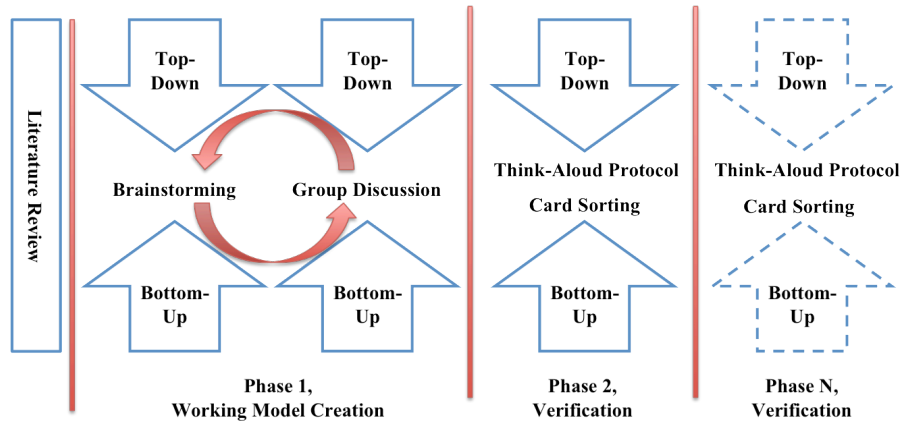 Literature Review
Top-
Down
Top-
Down
Brainstorming
Group Discussion
Bottom-
Up
Bottom-
Up
Phase 1,
Working Model Creation
Top-
Down
Think-Aloud Protocol
Card Sorting
Bottom-
Up
Phase 2,
Verification
Top-
Down
Think-Aloud Protocol
Card Sorting
Bottom-
Up
Phase N,
Verification